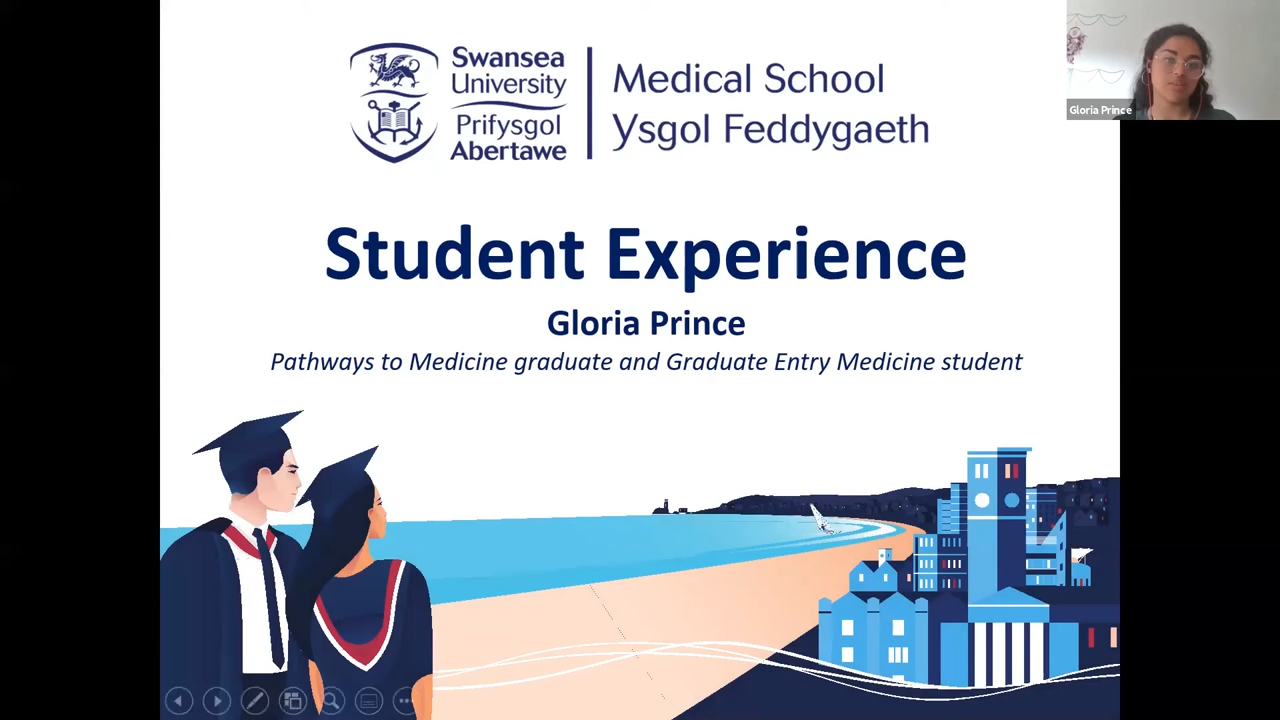 Swansea
University
Prifysgol
Abertawe
Medical School
Ysgol Feddygaeth
Gloria Prince
Student Experience
Gloria Prince
Pathways to Medicine graduate and Graduate Entry Medicine student